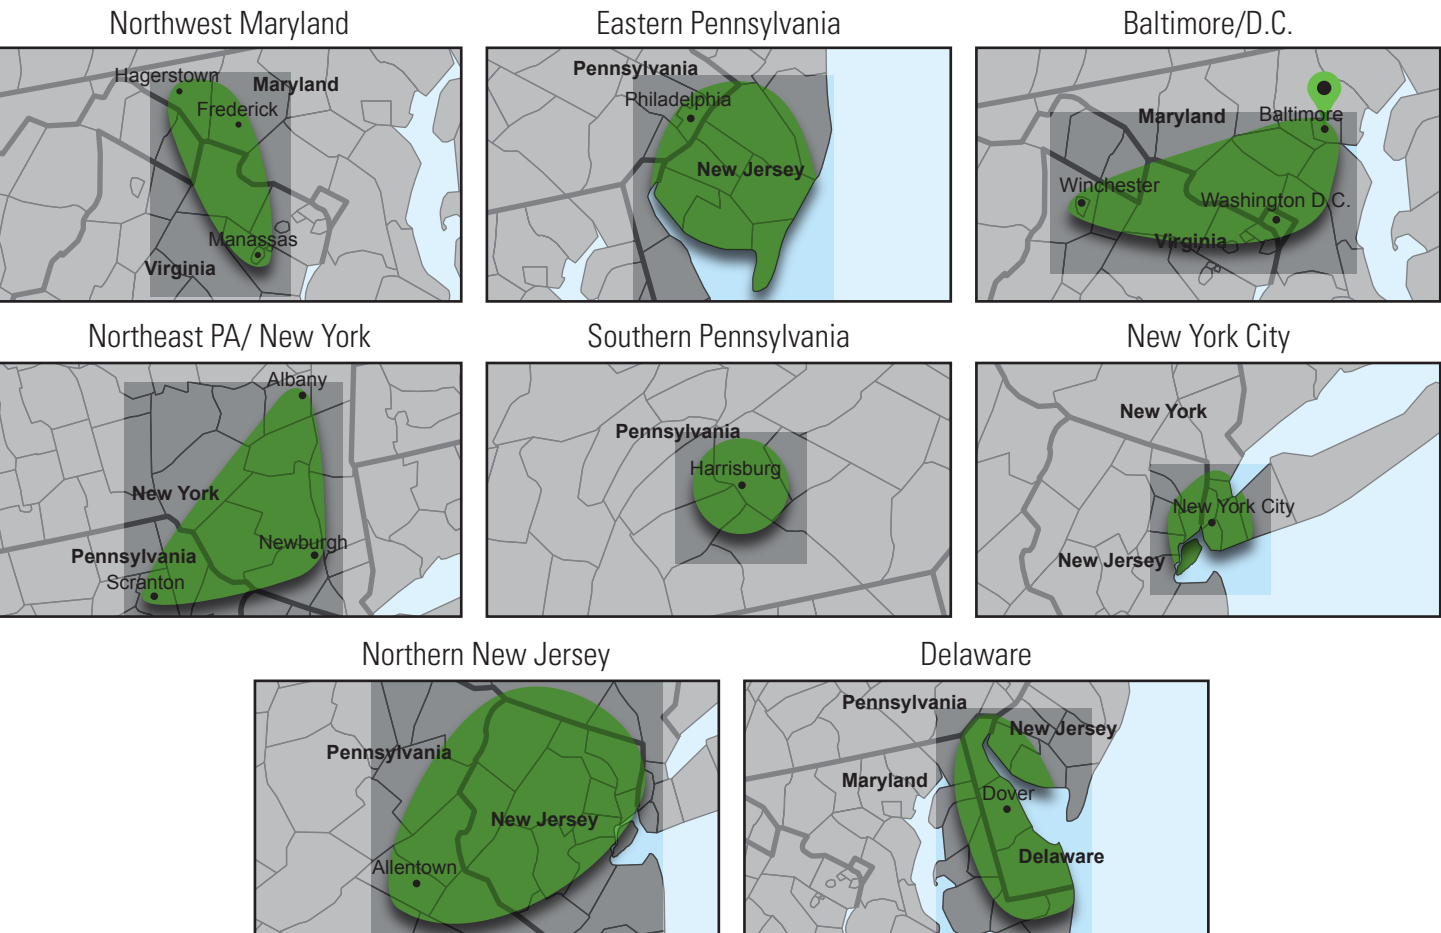 Northwest Maryland
Hagerstown
Maryland
Frederick
Manassas
Virginia
Eastern Pennsylvania
Pennsylvania
Philadelphia
New Jersey
Baltimore/D.C.
Maryland
Baltimore
Winchester
Washington D.C.
Virginia
Northeast PA/ New York
Albany
New York
Newburgh
Pennsylvania
Scranton
Southern Pennsylvania
Pennsylvania
Harrisburg
New York City
New York
New York City
New Jersey
Northern New Jersey
Pennsylvania
New Jersey
Allentown
Delaware
Pennsylvania
New Jersey
Maryland
Dover
Delaware